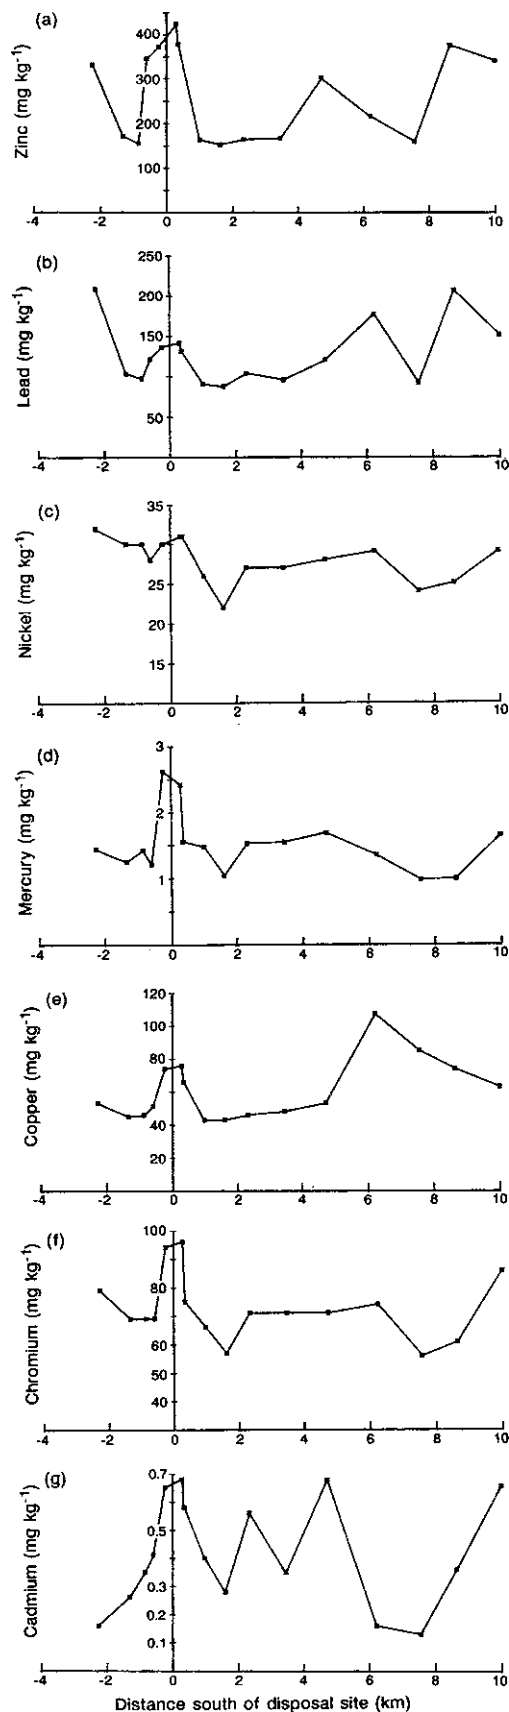 (a)
Zinc (mg kg-1)
400
300
200
100
-4 -2 0 2 4 6 8 10
(b)
Lead (mg kg-1)
250
200
150
50
-4 -2 0 2 4 6 8 10
(c)
Nickel (mg kg-1)
35
30
25
20
15
-4 -2 0 2 4 6 8 10
(d)
Mercury (mg kg-1)
3
2
1
-4 -2 0 2 4 6 8 10
(e)
Copper (mg kg-1)
120
100
80
40
20
-4 -2 0 2 4 6 8 10
(f)
Chromium (mg kg-1)
100
80
60
40
-4 -2 0 2 4 6 8 10
(g)
Cadmium (mg kg-1)
0.7
0.5
0.3
0.2
0.1
-4 -2 0 2 4 6 8 10
Distance south of disposal site (km)